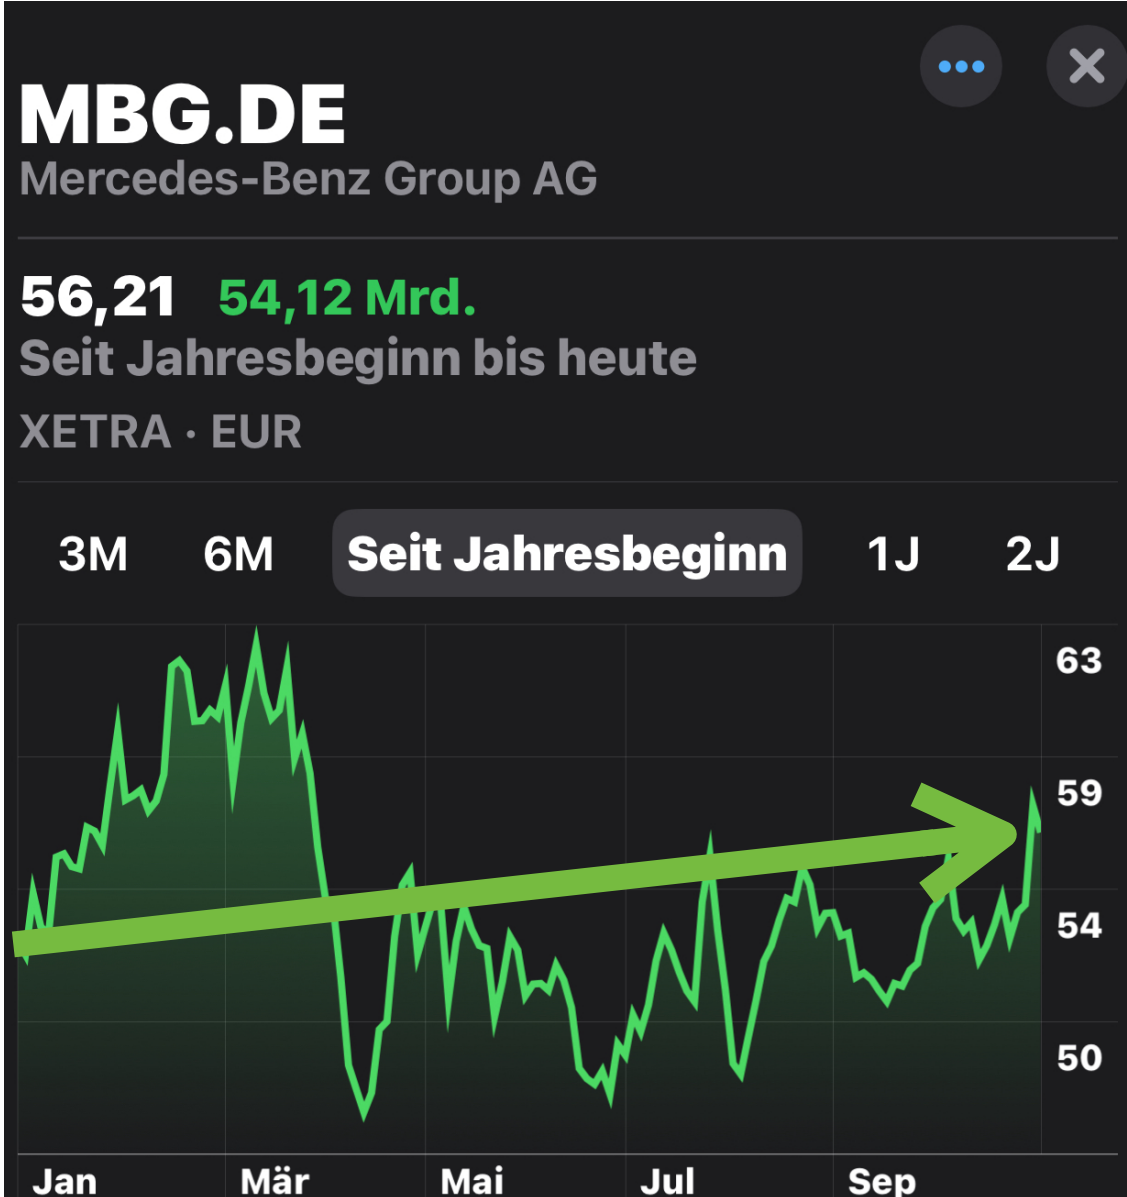 MBG.DE
Mercedes-Benz Group AG
56,21 54,12 Mrd.
Seit Jahresbeginn bis heute
XETRA · EUR
3M 6M Seit Jahresbeginn 1J 2J
63
59
54
50
Jan Mär Mai Jul Sep